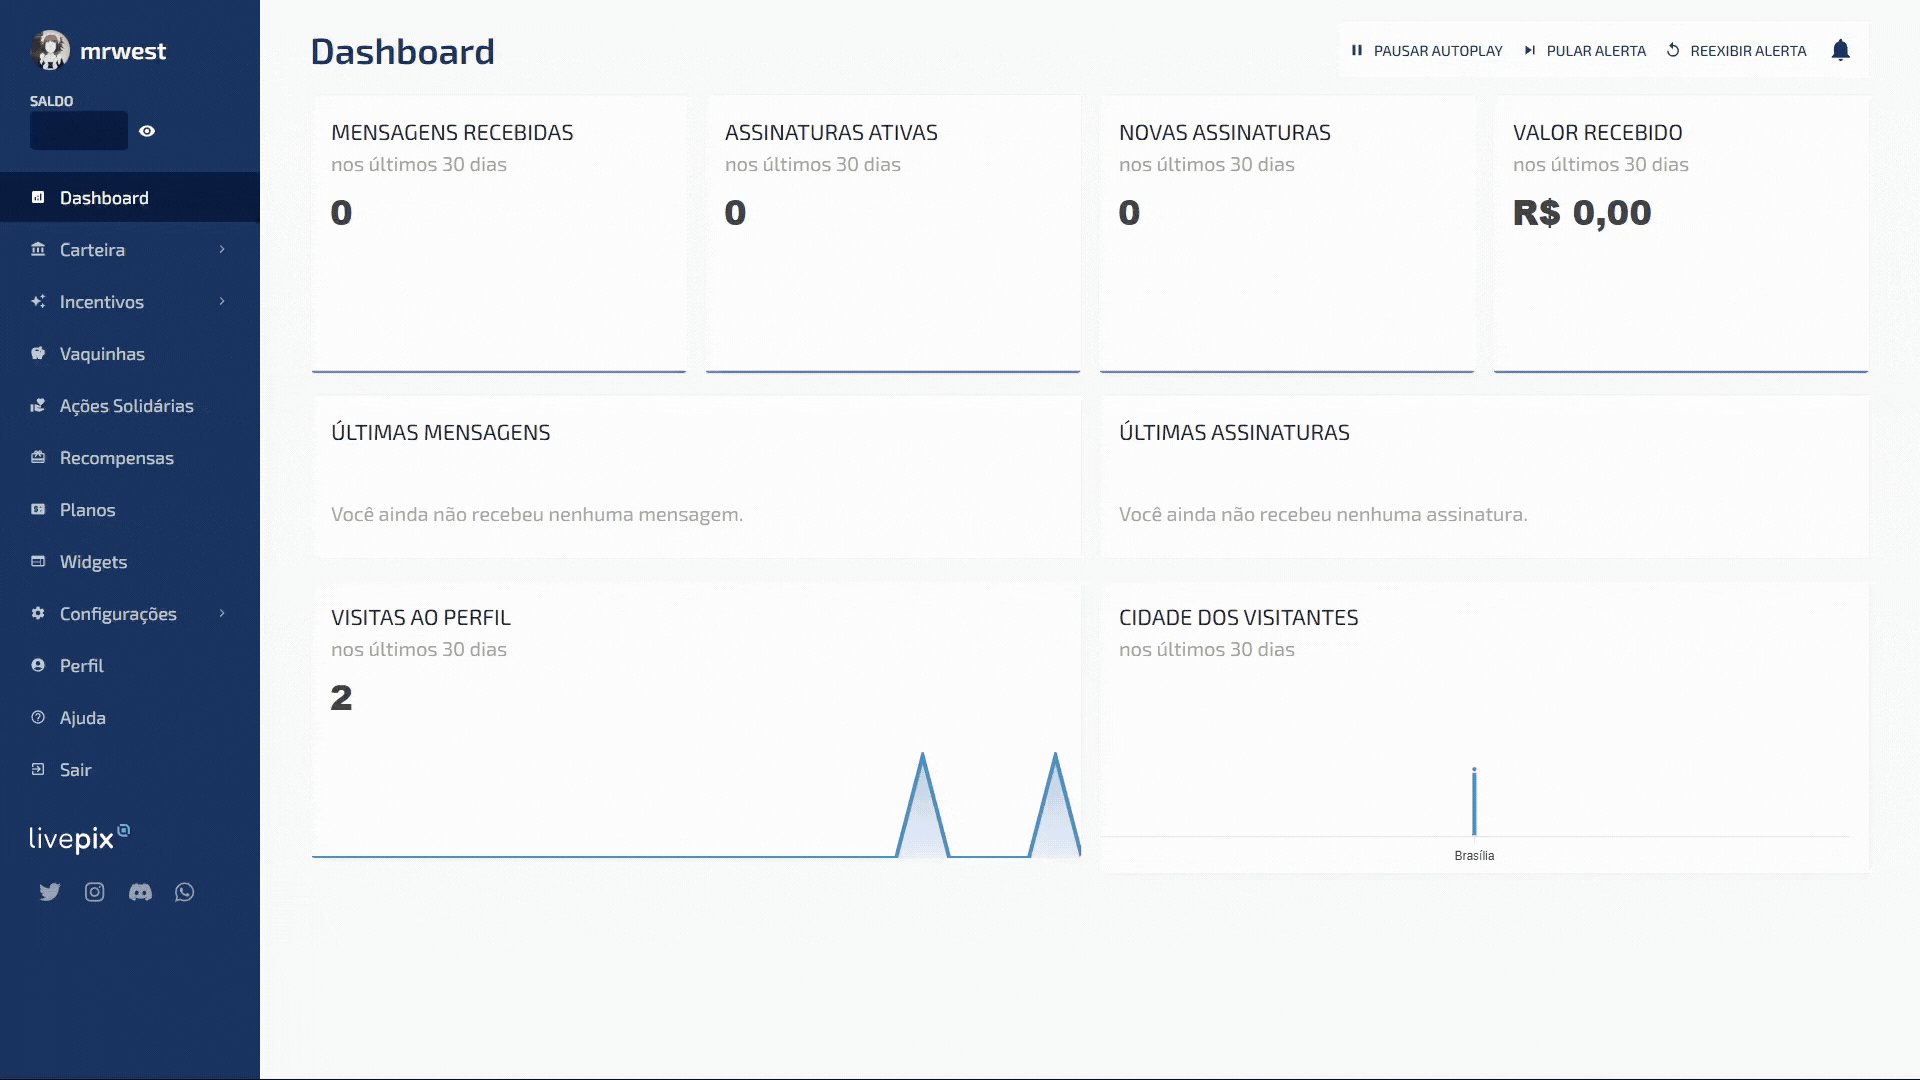 mrwest
SALDO
Dashboard
Carteira
Incentivos
Vaquinhas
Ações Solidárias
Recompensas
Planos
Widgets
Configurações
Perfil
Ajuda
Sair
livepix
Dashboard
PAUSAR AUTOPLAY
PULAR ALERTA
REEXIBIR ALERTA
MENSAGENS RECEBIDAS
nos últimos 30 dias
0
ASSINATURAS ATIVAS
nos últimos 30 dias
0
NOVAS ASSINATURAS
nos últimos 30 dias
0
VALOR RECEBIDO
nos últimos 30 dias
R$ 0,00
ÚLTIMAS MENSAGENS
Você ainda não recebeu nenhuma mensagem.
ÚLTIMAS ASSINATURAS
Você ainda não recebeu nenhuma assinatura.
VISITAS AO PERFIL
nos últimos 30 dias
2
CIDADE DOS VISITANTES
nos últimos 30 dias
Brasília